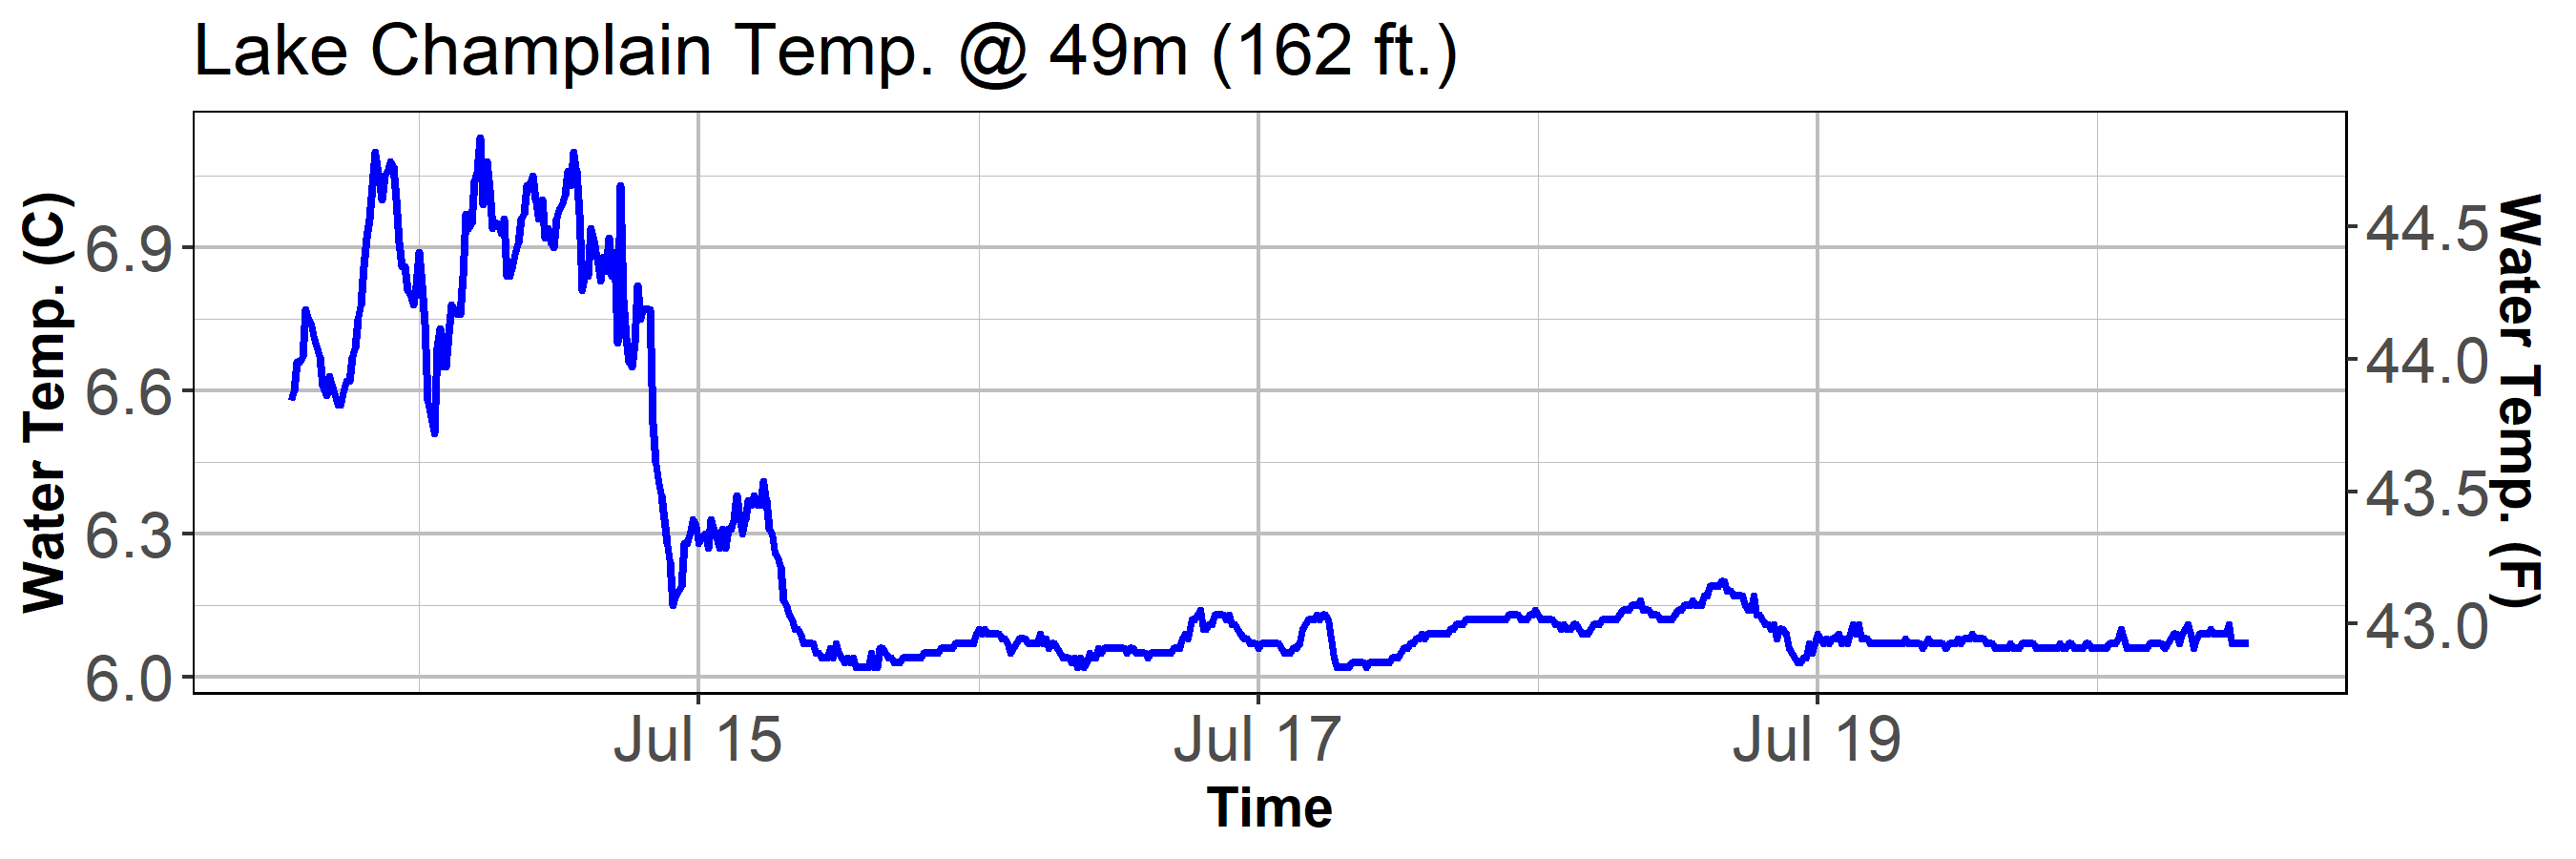 Lake Champlain Temp. @ 49m (162 ft.)
Water Temp. (C)
6.9
6.6
6.3
6.0
44.5
44.0
43.5
43.0
Water Temp. (F)
Jul 15
Jul 17
Jul 19
Time